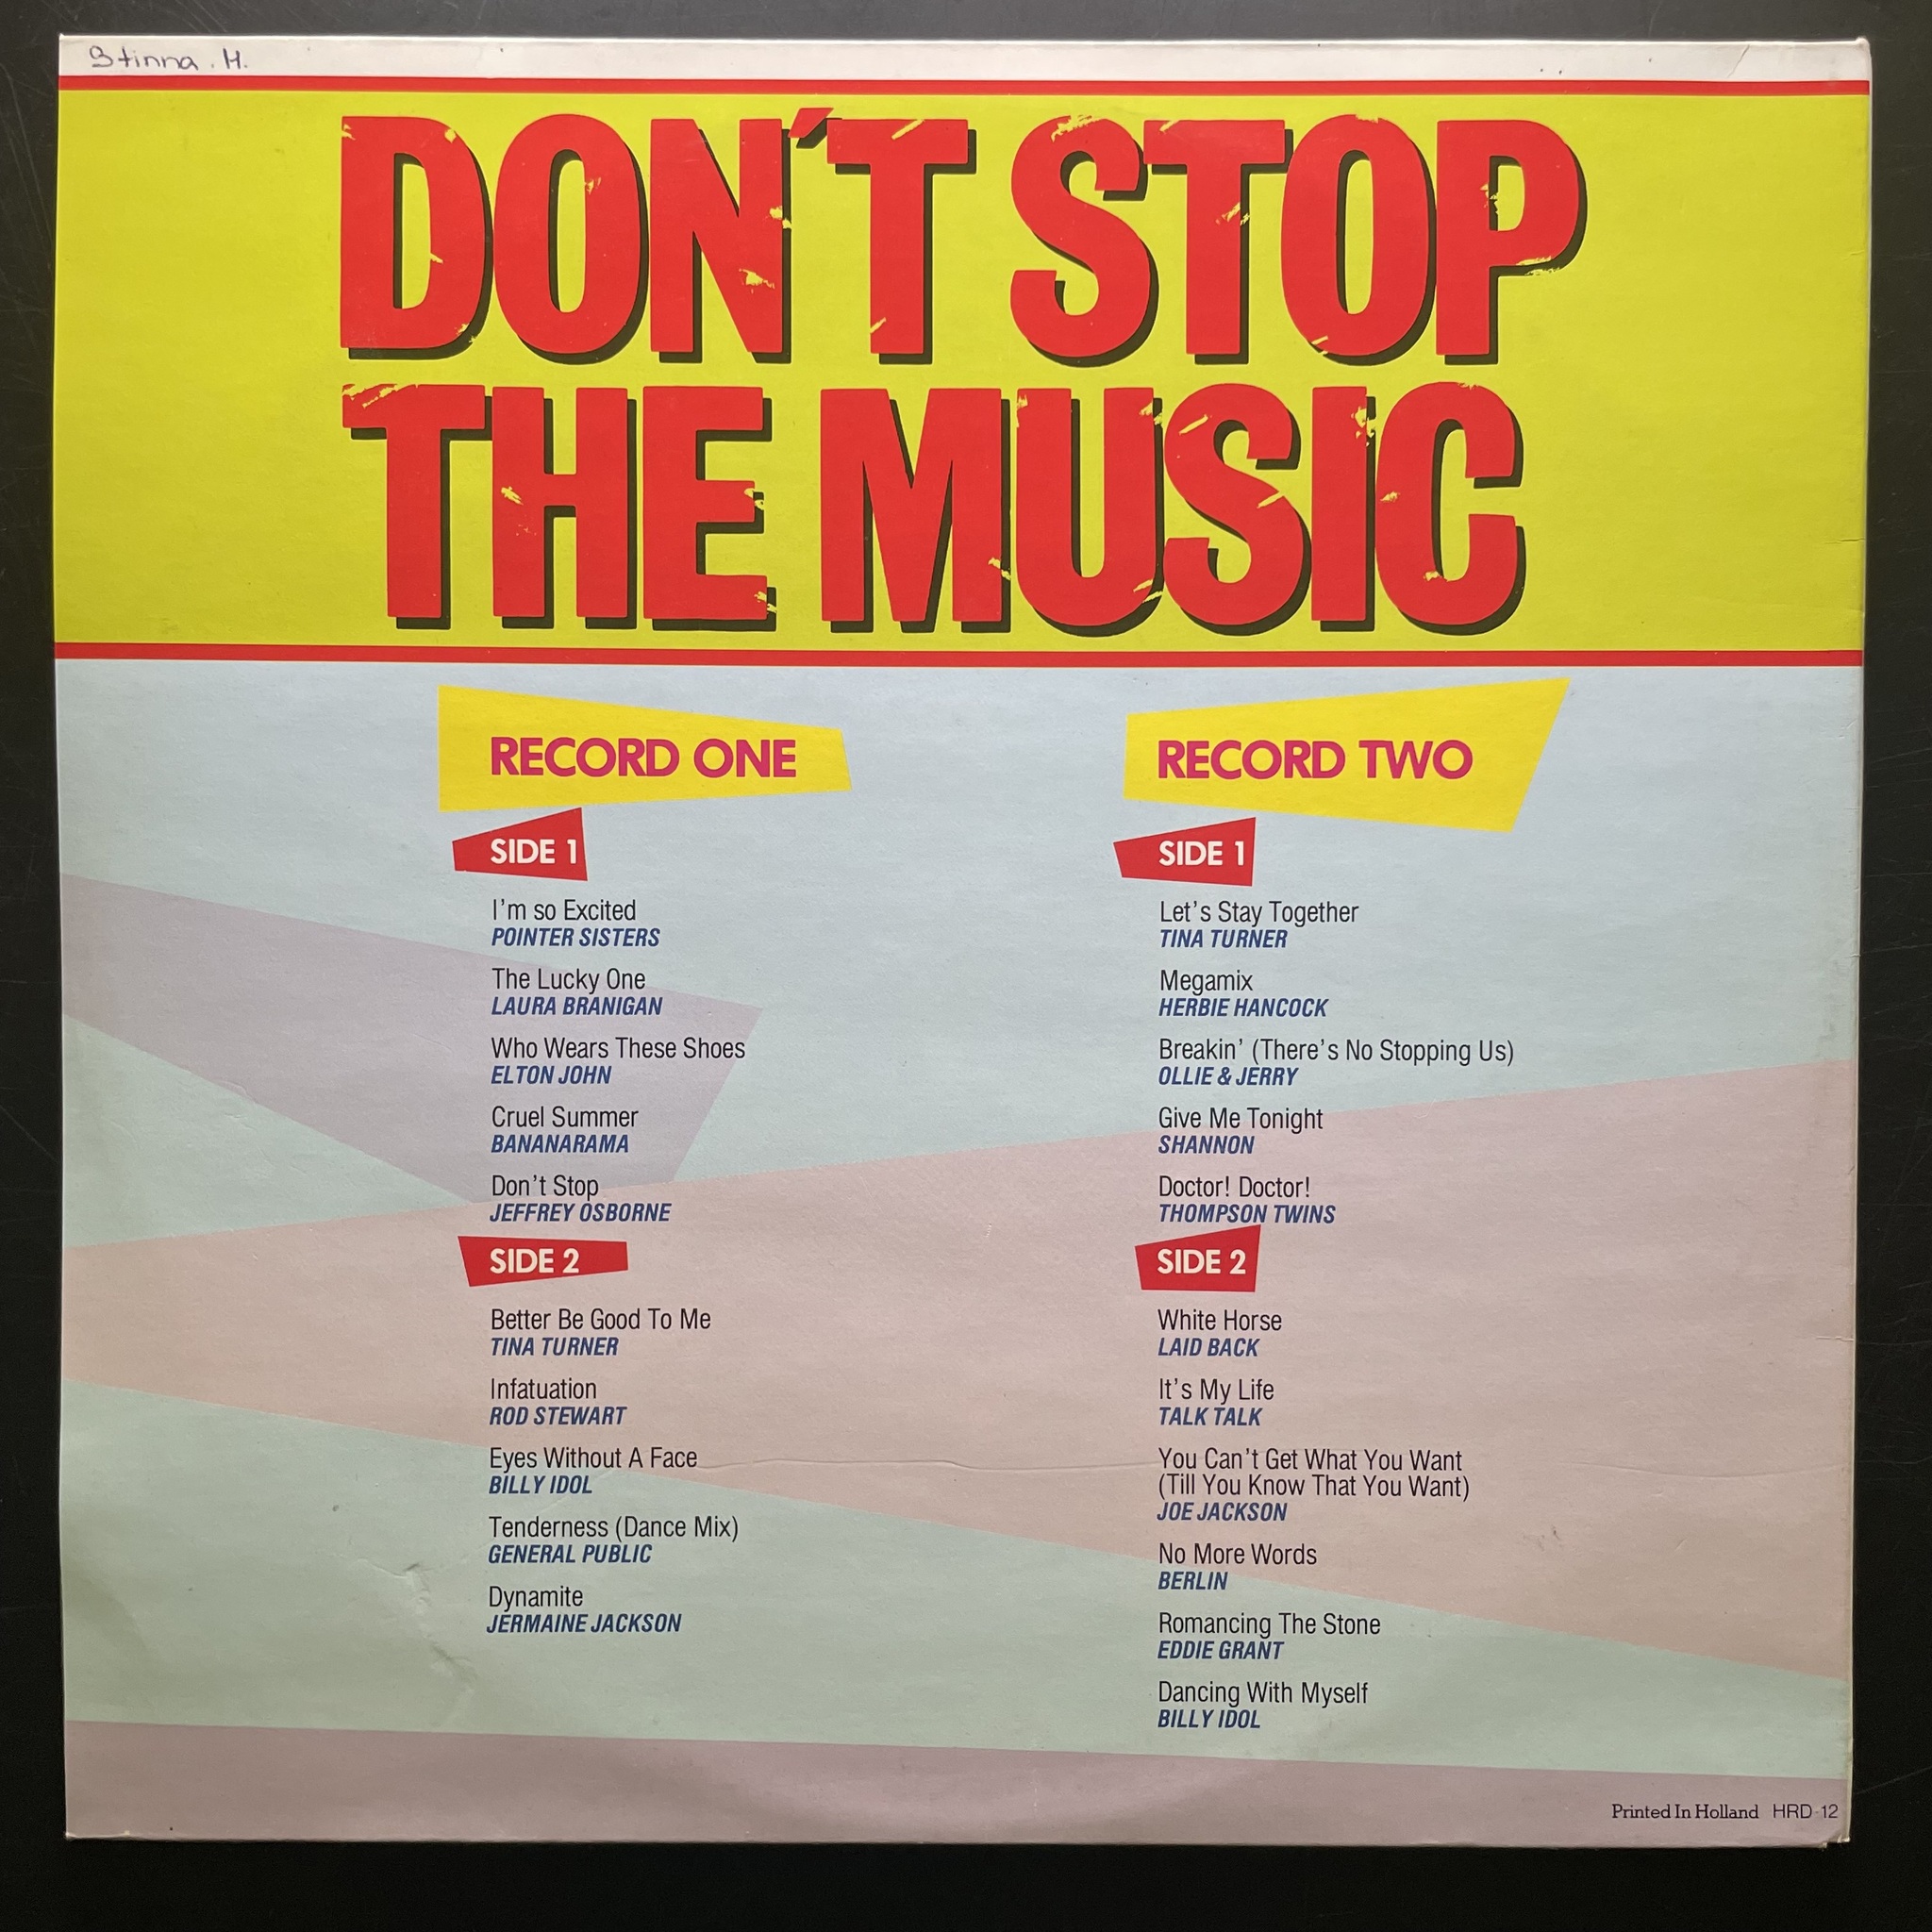 Stinna. H.
DON'T STOP
THE MUSIC
RECORD ONE
SIDE 1
I'm so Excited
POINTER SISTERS
The Lucky One
LAURA BRANIGAN
Who Wears These Shoes
ELTON JOHN
Cruel Summer
BANANARAMA
Don't Stop
JEFFREY OSBORNE
SIDE 2
Better Be Good To Me
TINA TURNER
Infatuation
ROD STEWART
Eyes Without A Face
BILLY IDOL
Tenderness (Dance Mix)
GENERAL PUBLIC
Dynamite
JERMAINE JACKSON
RECORD TWO
SIDE 1
Let's Stay Together
TINA TURNER
Megamix
HERBIE HANCOCK
Breakin' (There's No Stopping Us)
OLLIE & JERRY
Give Me Tonight
SHANNON
Doctor! Doctor!
THOMPSON TWINS
SIDE 2
White Horse
LAID BACK
It's My Life
TALK TALK
You Can't Get What You Want
(Till You Know That You Want)
JOE JACKSON
No More Words
BERLIN
Romancing The Stone
EDDIE GRANT
Dancing With Myself
BILLY IDOL
Printed In Holland HRD-12